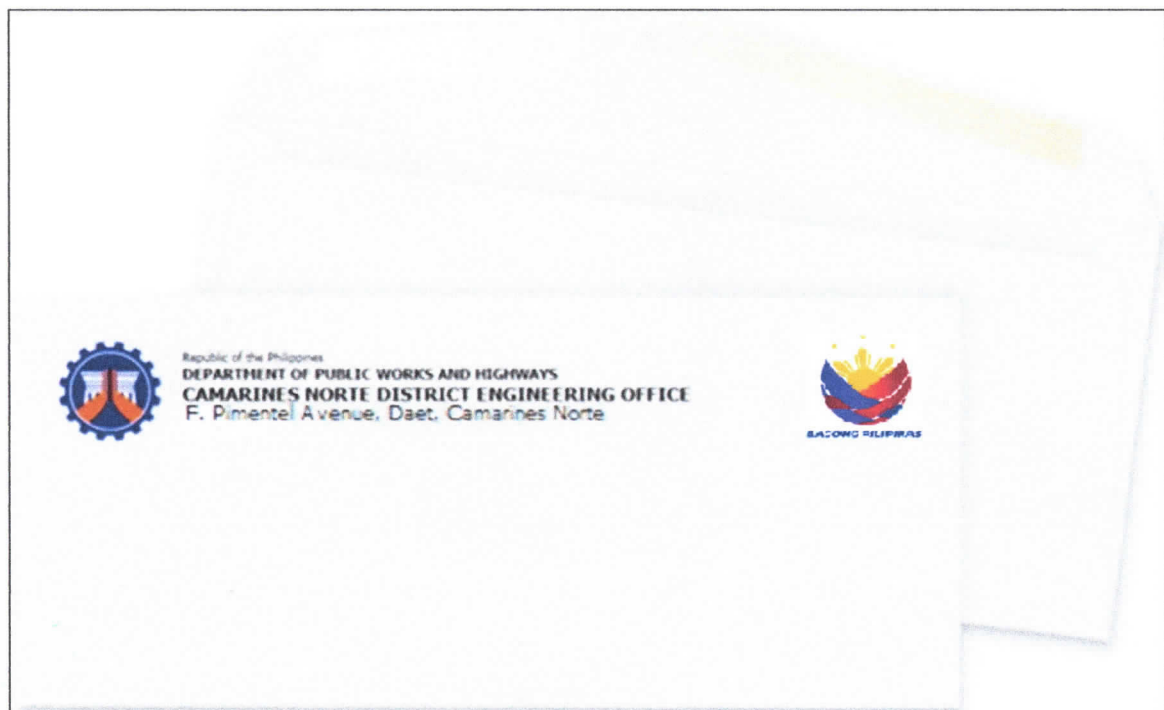 Republic of the Philippines
DEPARTMENT OF PUBLIC WORKS AND HIGHWAYS
CAMARINES NORTE DISTRICT ENGINEERING OFFICE
F. Pimentel Avenue, Daet, Camarines Norte
BAGONG PILIPINAS